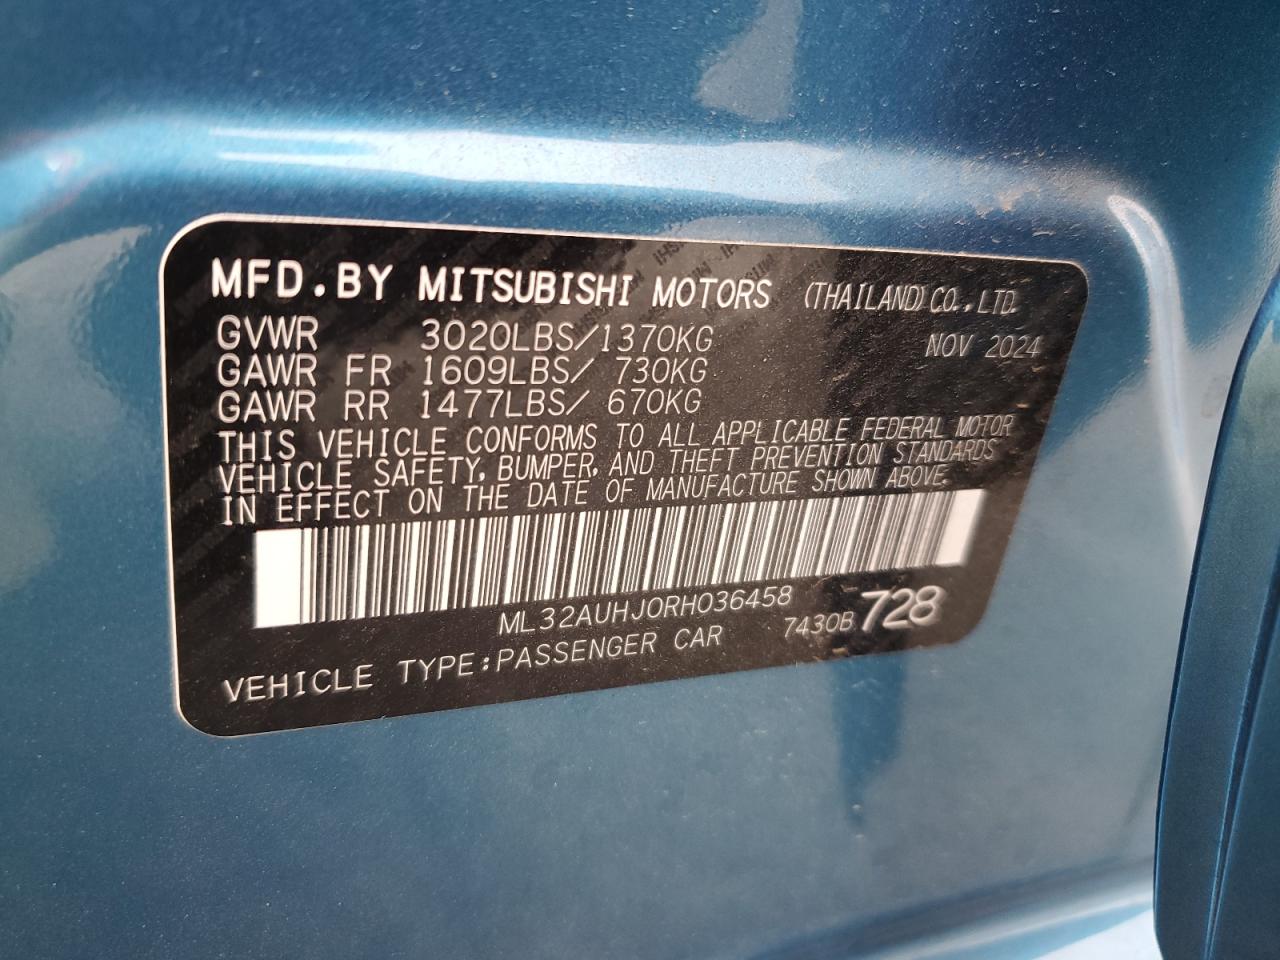 MFD.BY MITSUBISHI MOTORS (THAILAND) CO., LTD.
GVWR 3020LBS/1370KG NOV 2024
GAWR FR 1609LBS/ 730KG
GAWR RR 1477LBS/ 670KG
THIS VEHICLE CONFORMS TO ALL APPLICABLE FEDERAL MOTOR
VEHICLE SAFETY, BUMPER, AND THEFT PREVENTION STANDARDS
IN EFFECT ON THE DATE OF MANUFACTURE SHOWN ABOVE.
ML32AUHJ0RH036458
VEHICLE TYPE:PASSENGER CAR 7430B 728